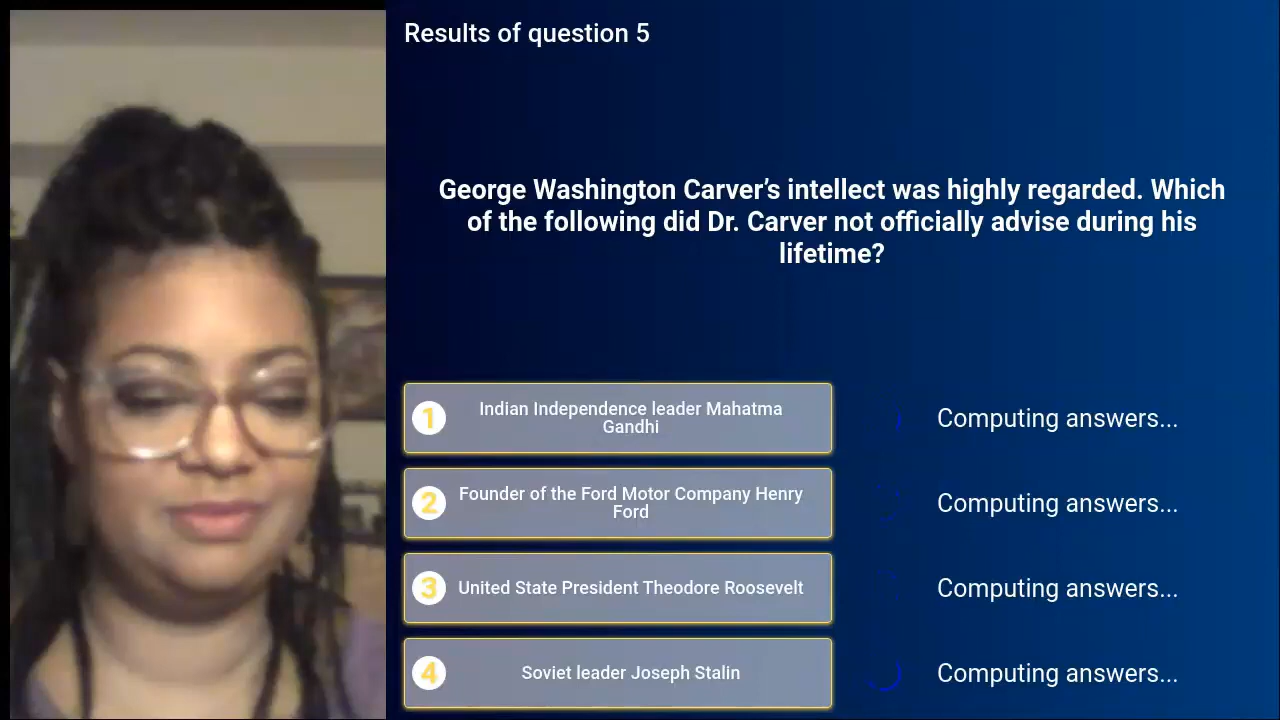 Results of question 5
George Washington Carver’s intellect was highly regarded. Which
of the following did Dr. Carver not officially advise during his
lifetime?
1
Indian Independence leader Mahatma
Gandhi
Computing answers...
2
Founder of the Ford Motor Company Henry
Ford
Computing answers...
3
United State President Theodore Roosevelt
Computing answers...
4
Soviet leader Joseph Stalin
Computing answers...